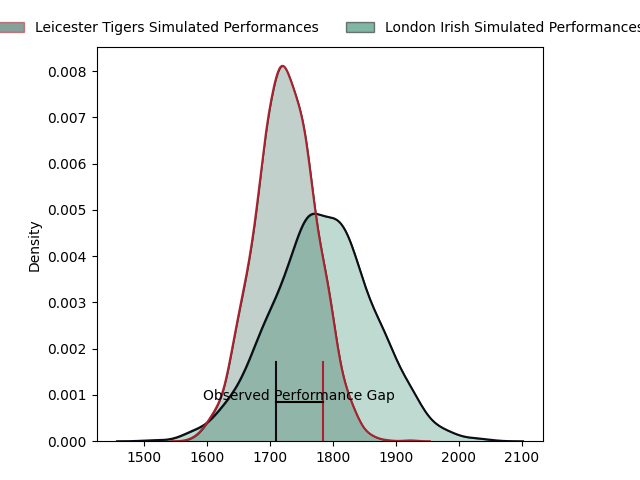 Leicester Tigers Simulated Performances London Irish Simulated Performances
0.008
0.007
0.006
0.005
0.004
0.003
0.002
0.001
0.000
Density
Observed Performance Gap
1500 1600 1700 1800 1900 2000 2100